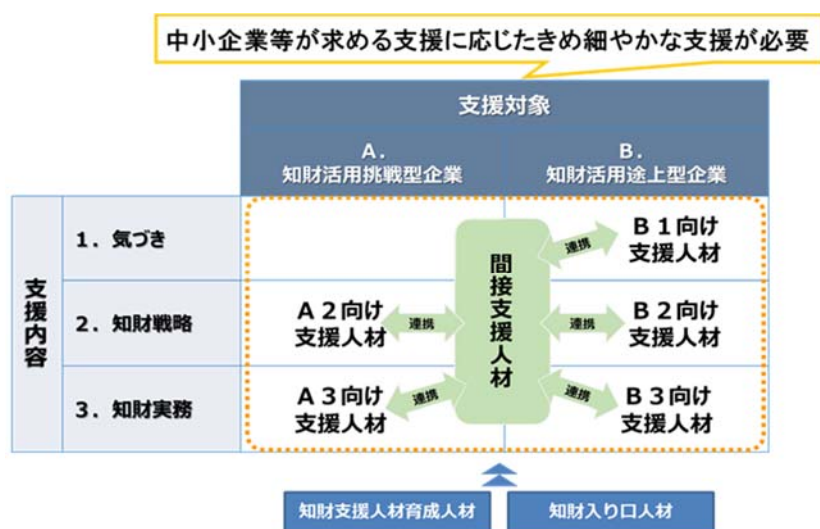 中小企業等が求める支援に応じたきめ細やかな支援が必要
支援対象
A.
知財活用挑戦型企業
B.
知財活用途上型企業
支援内容
1. 気づき
2. 知財戦略
3. 知財実務
A2向け
支援人材
A3向け
支援人材
連携
連携
間接支援人材
連携
連携
連携
B1向け
支援人材
B2向け
支援人材
B3向け
支援人材
知財支援人材育成人材
知財入り口人材